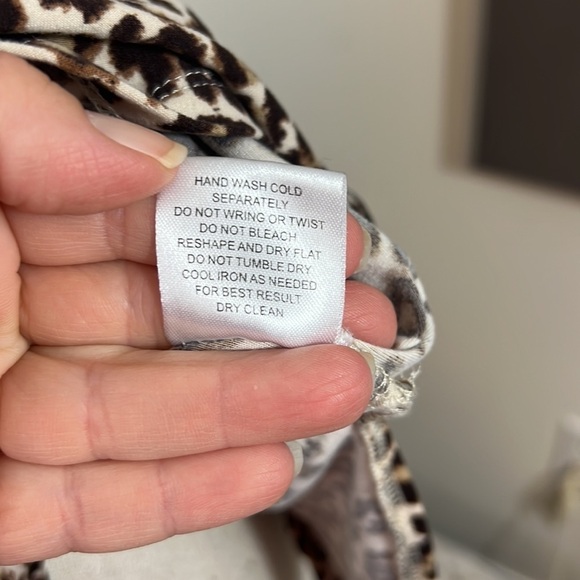 HAND WASH COLD
SEPARATELY
DO NOT WRING OR TWIST
DO NOT BLEACH
RESHAPE AND DRY FLAT
DO NOT TUMBLE DRY
COOL IRON AS NEEDED
FOR BEST RESULT
DRY CLEAN